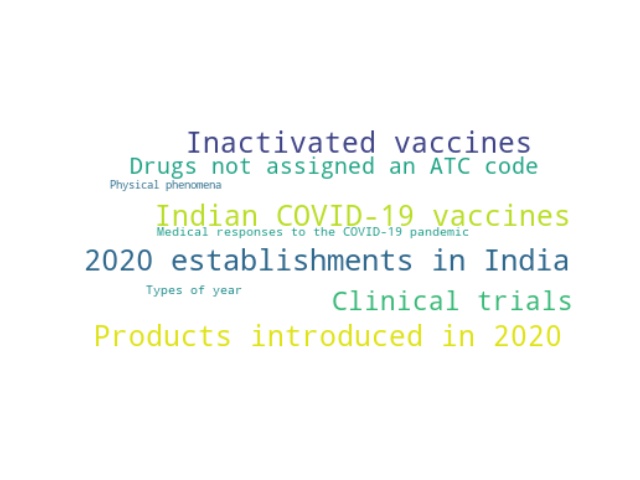 Inactivated vaccines
Drugs not assigned an ATC code
Physical phenomena
Indian COVID-19 vaccines
Medical responses to the COVID-19 pandemic
2020 establishments in India
Types of year
Clinical trials
Products introduced in 2020